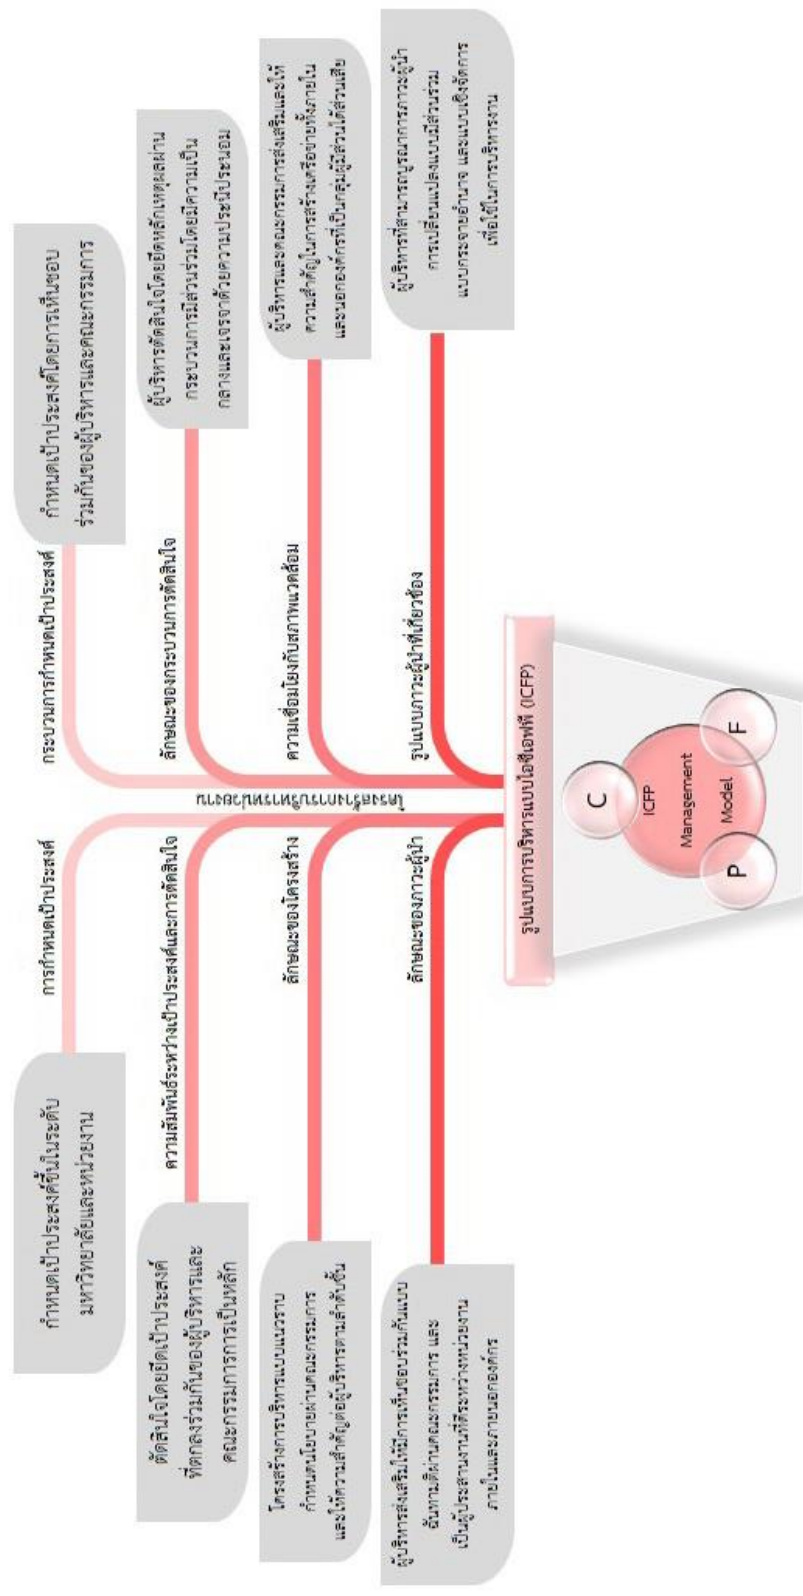 กำหนดเป้าประสงค์ขึ้นในระดับ
มหาวิทยาลัยและหน่วยงาน
การกำหนดเป้าประสงค์
กระบวนการกำหนดเป้าประสงค์
กำหนดเป้าประสงค์โดยการเห็นชอบ
ร่วมกันของผู้บริหารและคณะกรรมการ
ตัดสินใจโดยยึดเป้าประสงค์
ที่ตกลงร่วมกันของผู้บริหารและ
คณะกรรมการการเป็นหลัก
ความสัมพันธ์ระหว่างเป้าประสงค์และการตัดสินใจ
ลักษณะของกระบวนการตัดสินใจ
ผู้บริหารตัดสินใจโดยยึดหลักเหตุผลผ่าน
กระบวนการมีส่วนร่วมโดยมีความเป็น
กลางและเจรจาด้วยความประนีประนอม
โครงสร้างการบริหารหน่วยงาน
โครงสร้างการบริหารแบบแนวราบ
กำหนดนโยบายผ่านคณะกรรมการ
และให้ความสำคัญต่อผู้บริหารตามลำดับชั้น
ลักษณะของโครงสร้าง
ความเชื่อมโยงกับสภาพแวดล้อม
ผู้บริหารและคณะกรรมการส่งเสริมและให้
ความสำคัญในการสร้างเครือข่ายทั้งภายใน
และนอกองค์กรที่เป็นกลุ่มผู้มีส่วนได้ส่วนเสีย
ผู้บริหารส่งเสริมให้มีการเห็นชอบร่วมกันแบบ
ฉันทามติผ่านคณะกรรมการ และ
เป็นผู้ประสานงานที่ดีระหว่างหน่วยงาน
ภายในและภายนอกองค์กร
ลักษณะของภาวะผู้นำ
รูปแบบภาวะผู้นำที่เกี่ยวข้อง
ผู้บริหารที่สามารถบูรณาการภาวะผู้นำ
การเปลี่ยนแปลงแบบมีส่วนร่วม
แบบกระจายอำนาจ และแบบเชิงจัดการ
เพื่อใช้ในการบริหารงาน
รูปแบบการบริหารแบบไอซีเอฟพี (ICFP)
C
ICFP
Management
Model
P
F